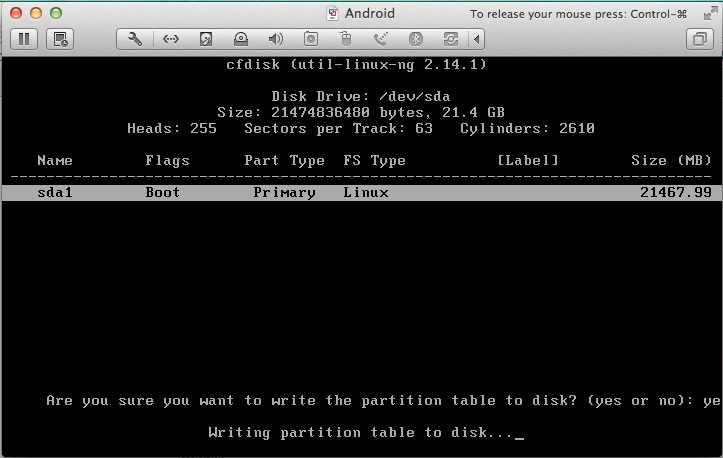 Android
To release your mouse press: Control-⌘
cfdisk (util-linux-ng 2.14.1)
Disk Drive: /dev/sda
Size: 21474836480 bytes, 21.4 GB
Heads: 255   Sectors per Track: 63   Cylinders: 2610
Name   Flags   Part Type   FS Type   [Label]   Size (MB)
sda1   Boot   Primary   Linux   21467.99
Are you sure you want to write the partition table to disk? (yes or no): ye
Writing partition table to disk..._